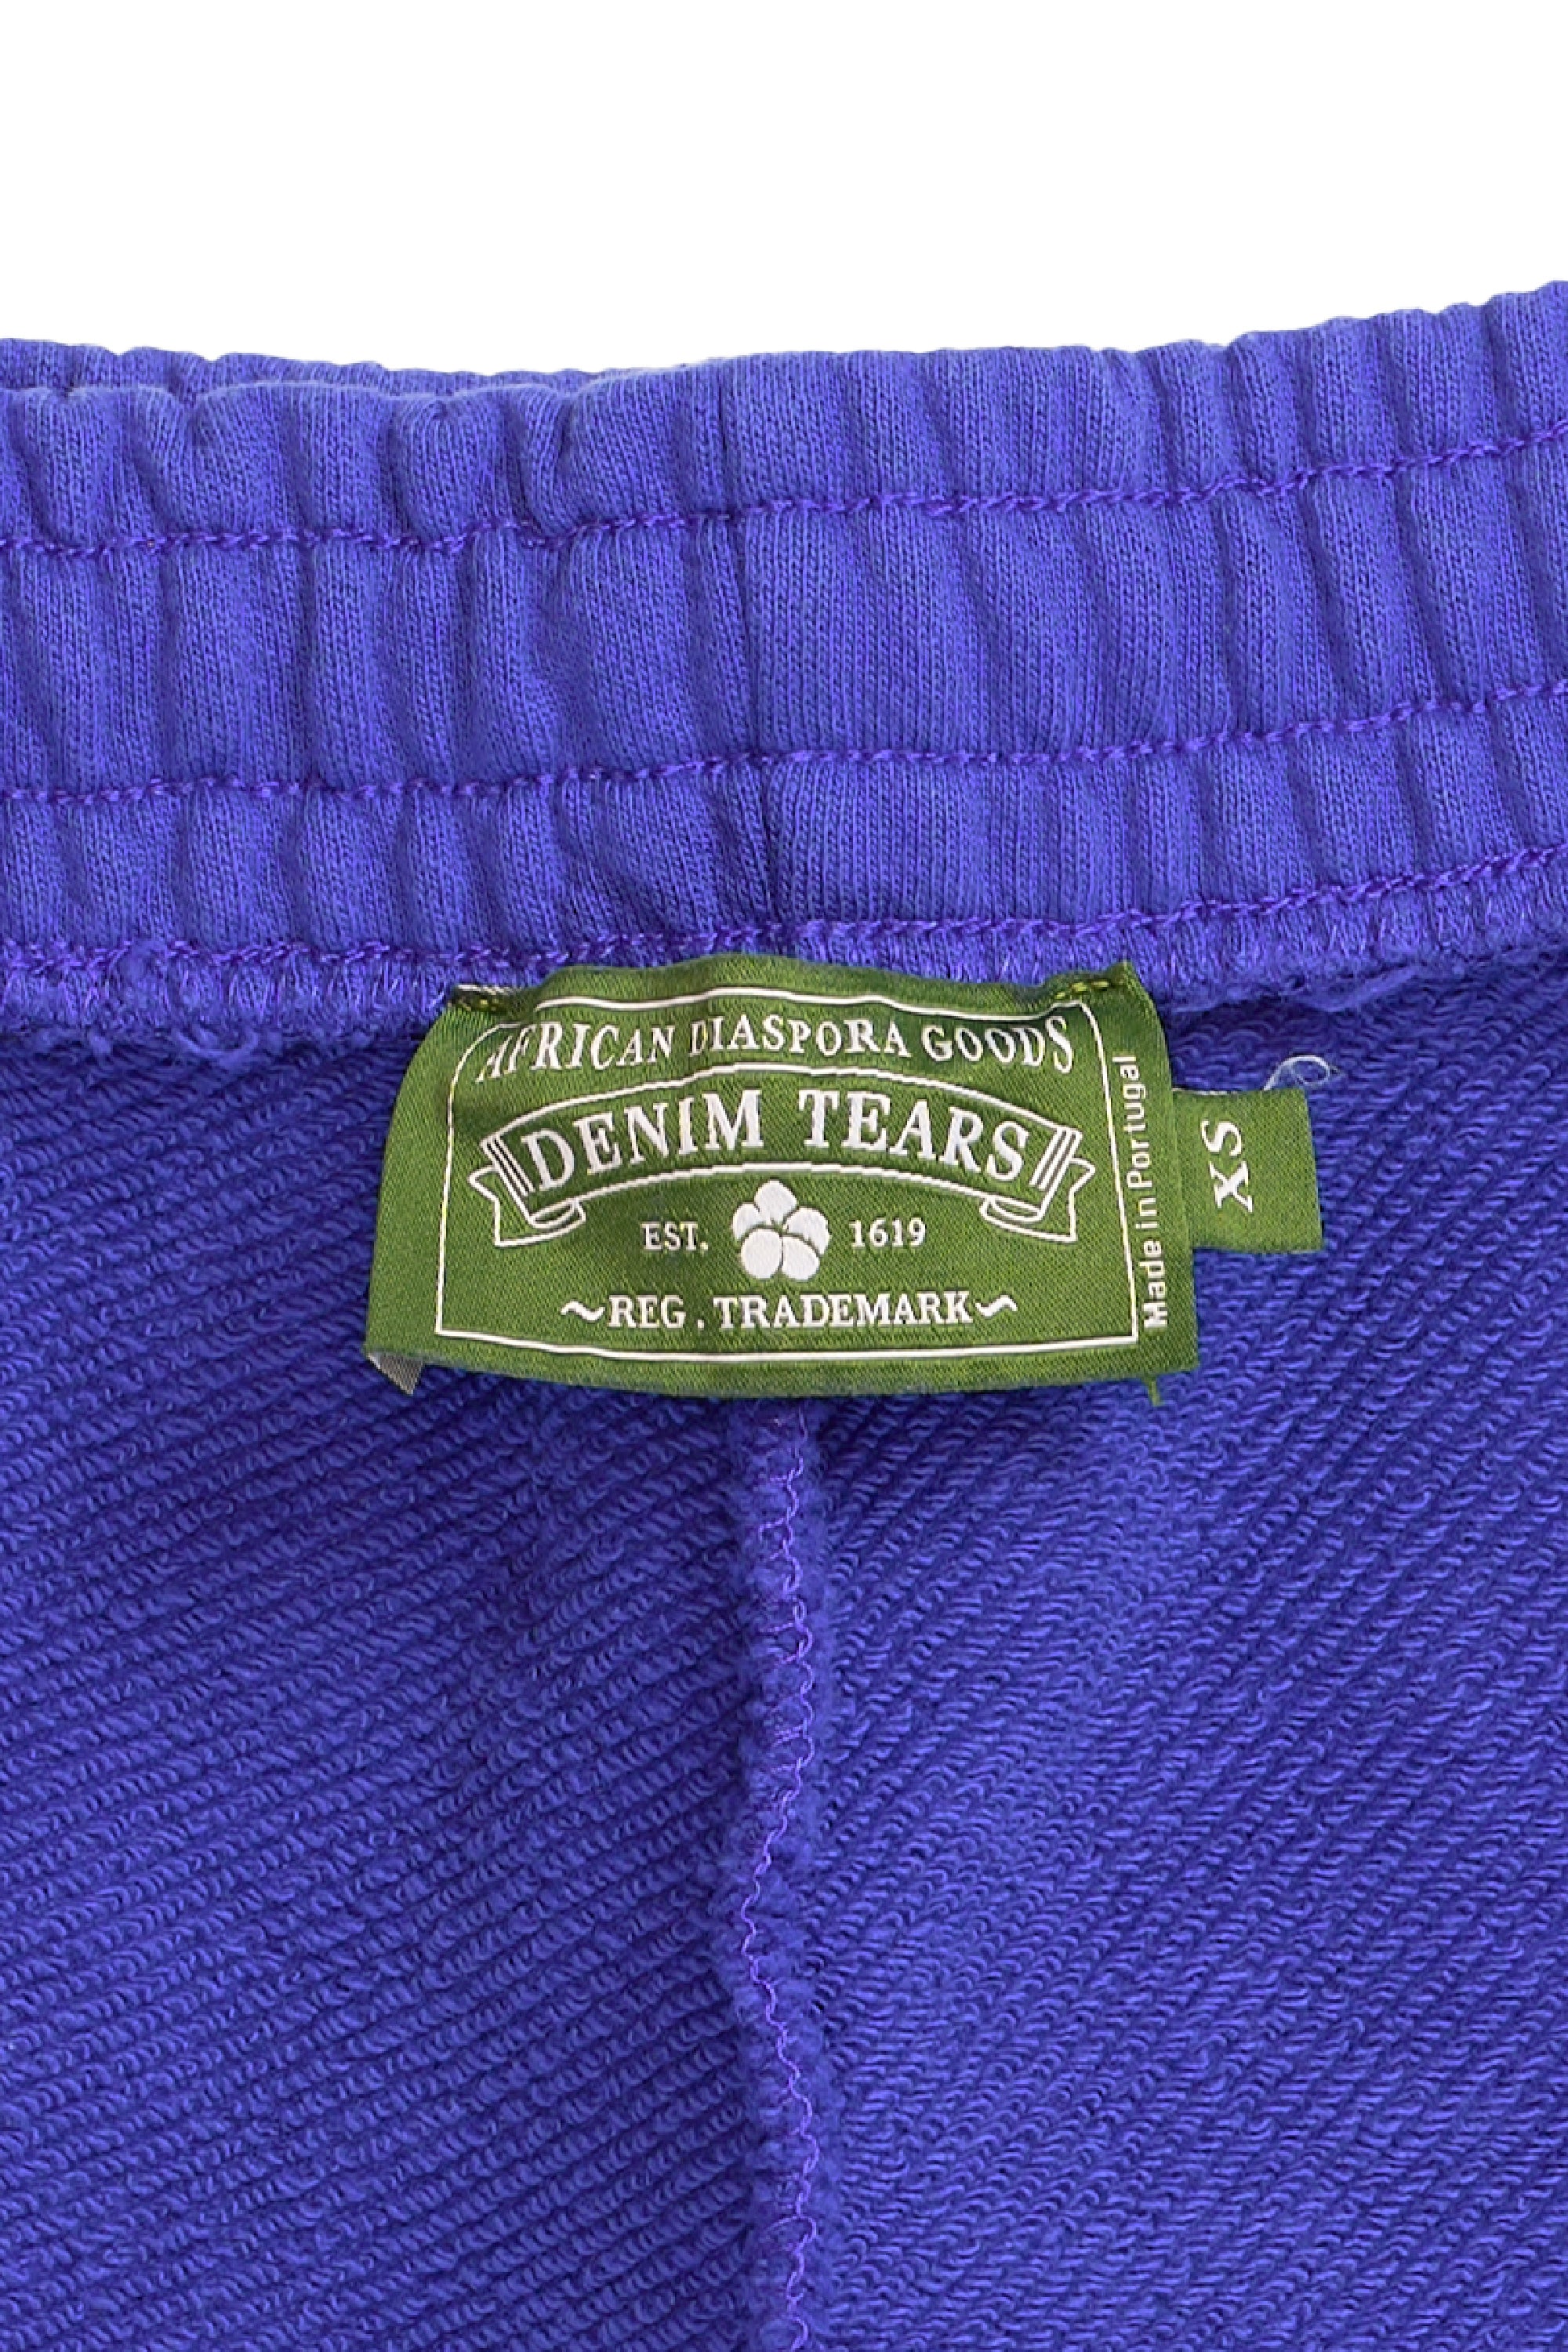 AFRICAN DIASPORA GOODS
DENIM TEARS
EST. 1619
~REG. TRADEMARK~
Made in Portugal
XS